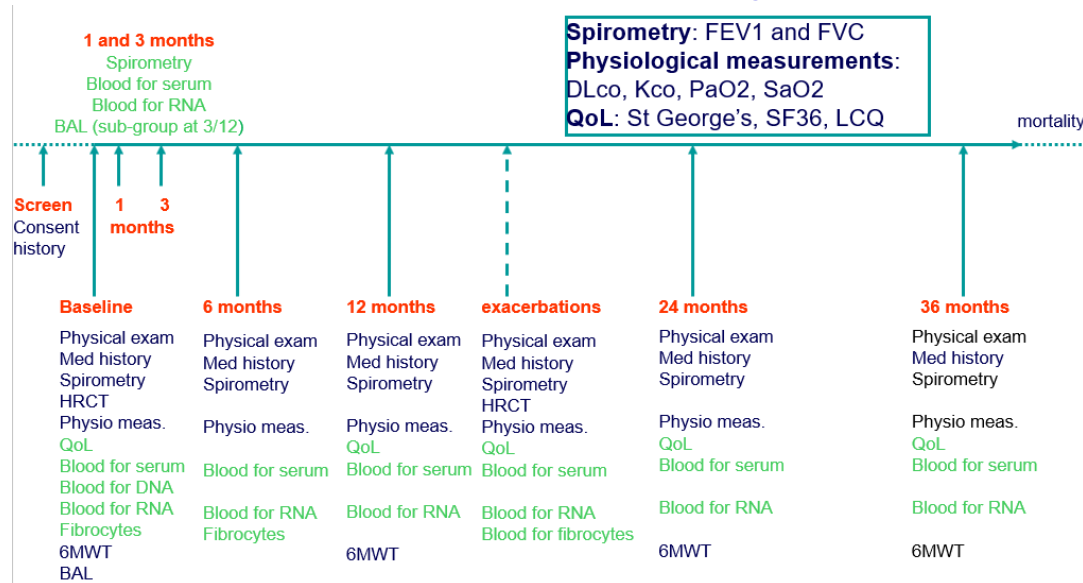 1 and 3 months
Spirometry
Blood for serum
Blood for RNA
BAL (sub-group at 3/12)
Spirometry: FEV1 and FVC
Physiological measurements:
DLco, Kco, PaO2, SaO2
QoL: St George's, SF36, LCQ
mortality
Screen
Consent
history
1 3
months
Baseline
Physical exam
Med history
Spirometry
HRCT
Physio meas.
QoL
Blood for serum
Blood for DNA
Blood for RNA
Fibrocytes
6MWT
BAL
6 months
Physical exam
Med history
Spirometry
Physio meas.
Blood for serum
Blood for RNA
Fibrocytes
12 months
Physical exam
Med history
Spirometry
Physio meas.
QoL
Blood for serum
Blood for RNA
6MWT
exacerbations
Physical exam
Med history
Spirometry
HRCT
Physio meas.
QoL
Blood for serum
Blood for RNA
Blood for fibrocytes
24 months
Physical exam
Med history
Spirometry
Physio meas.
QoL
Blood for serum
Blood for RNA
6MWT
36 months
Physical exam
Med history
Spirometry
Physio meas.
QoL
Blood for serum
Blood for RNA
6MWT